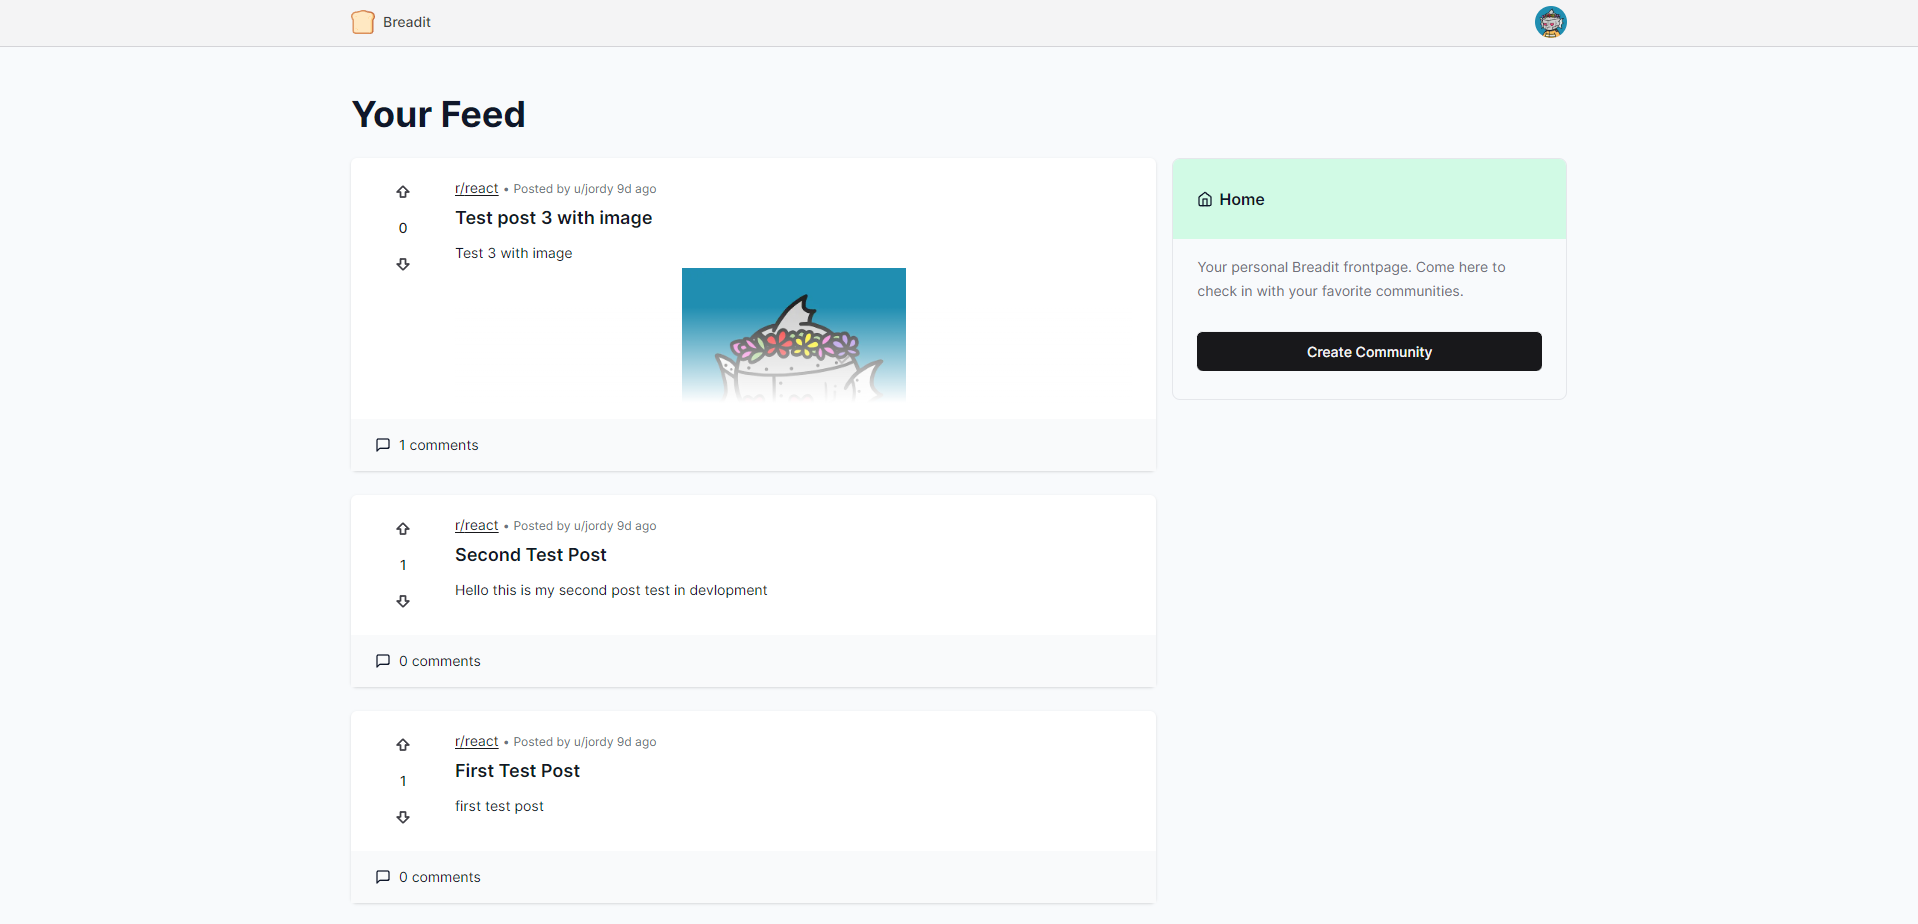 Breadit
Your Feed
r/react • Posted by u/jordy 9d ago
0
Test post 3 with image
Test 3 with image
1 comments
r/react • Posted by u/jordy 9d ago
1
Second Test Post
Hello this is my second post test in devlopment
0 comments
r/react • Posted by u/jordy 9d ago
1
First Test Post
first test post
0 comments
Home
Your personal Breadit frontpage. Come here to
check in with your favorite communities.
Create Community